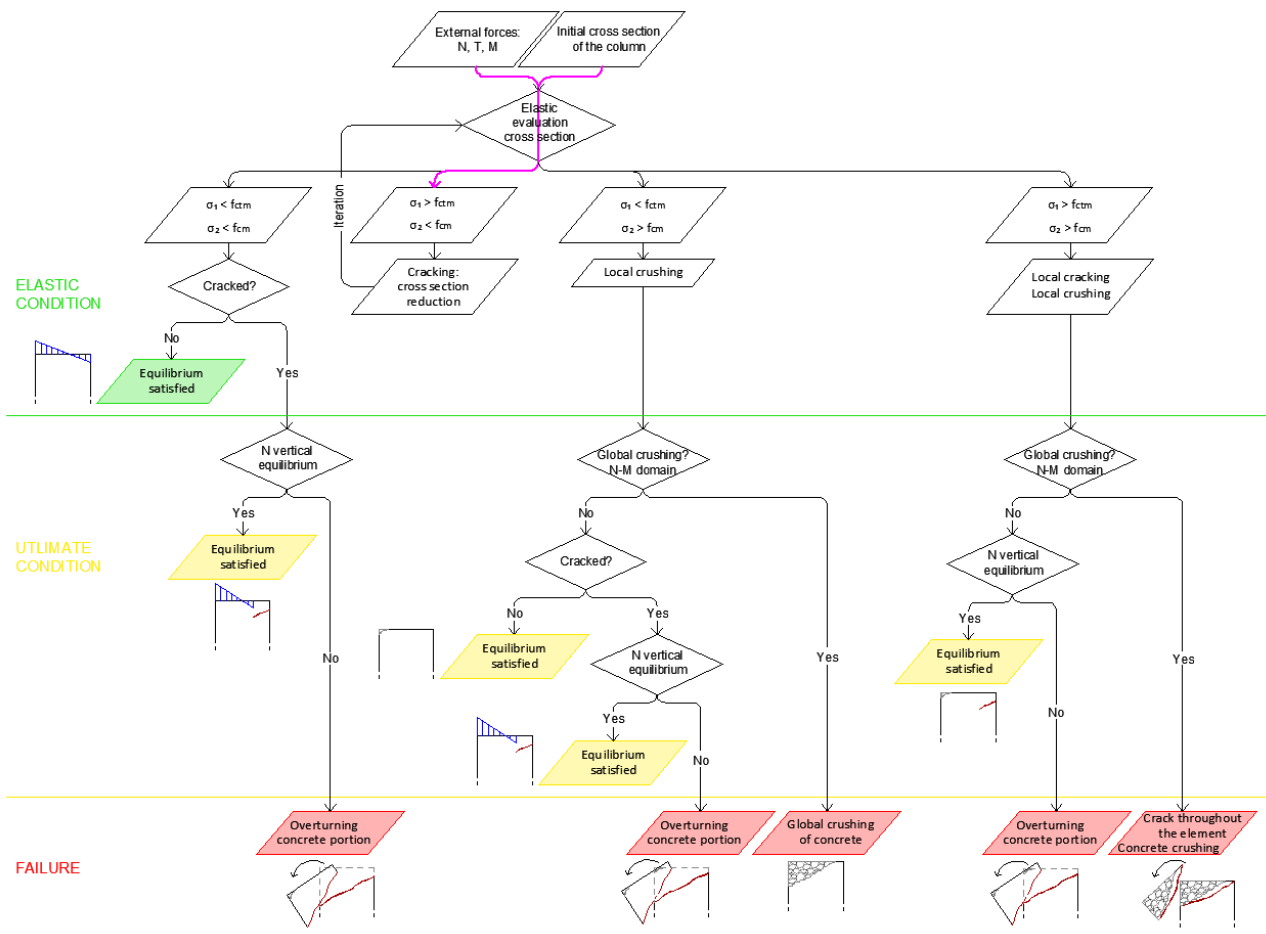 External forces:
N, T, M
Initial cross section
of the column
Elastic
evaluation
cross section
Iteration
σ₁ < fctm
σ₂ < fcm
σ₁ > fctm
σ₂ < fcm
σ₁ < fctm
σ₂ > fcm
σ₁ > fctm
σ₂ > fcm
ELASTIC
CONDITION
Cracked?
Cracking:
cross section
reduction
Local crushing
Local cracking
Local crushing
No
Equilibrium
satisfied
Yes
N vertical
equilibrium
Global crushing?
N-M domain
Global crushing?
N-M domain
UTLIMATE
CONDITION
Yes
Equilibrium
satisfied
No
No
Cracked?
No
Equilibrium
satisfied
Yes
N vertical
equilibrium
Yes
Equilibrium
satisfied
No
Yes
No
N vertical
equilibrium
Yes
Equilibrium
satisfied
No
Yes
FAILURE
Overturning
concrete portion
Overturning
concrete portion
Global crushing
of concrete
Overturning
concrete portion
Crack throughout
the element
Concrete crushing